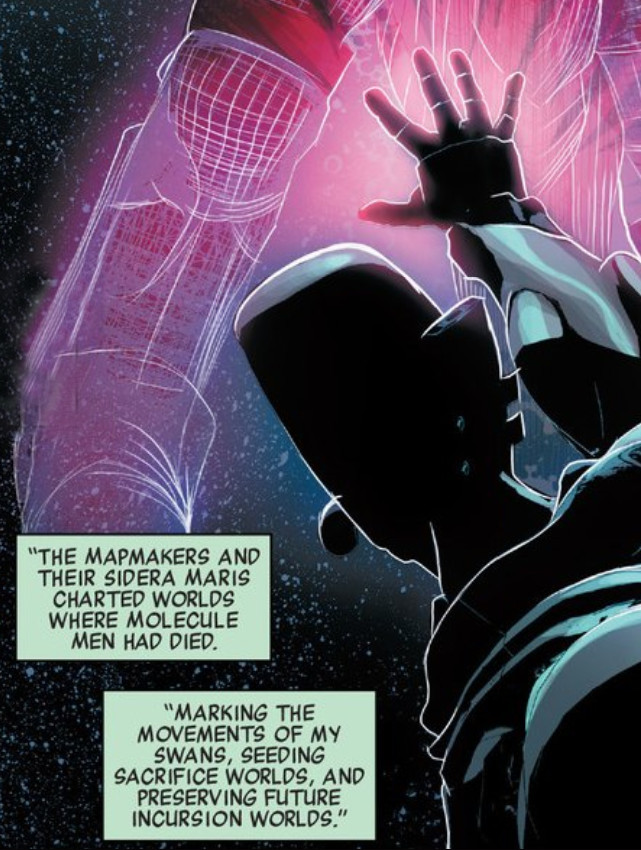 "THE MAPMAKERS AND
THEIR SIDERA MARIS
CHARTED WORLDS
WHERE MOLECULE
MEN HAD DIED.
"MARKING THE
MOVEMENTS OF MY
SWANS, SEEDING
SACRIFICE WORLDS, AND
PRESERVING FUTURE
INCURSION WORLDS."